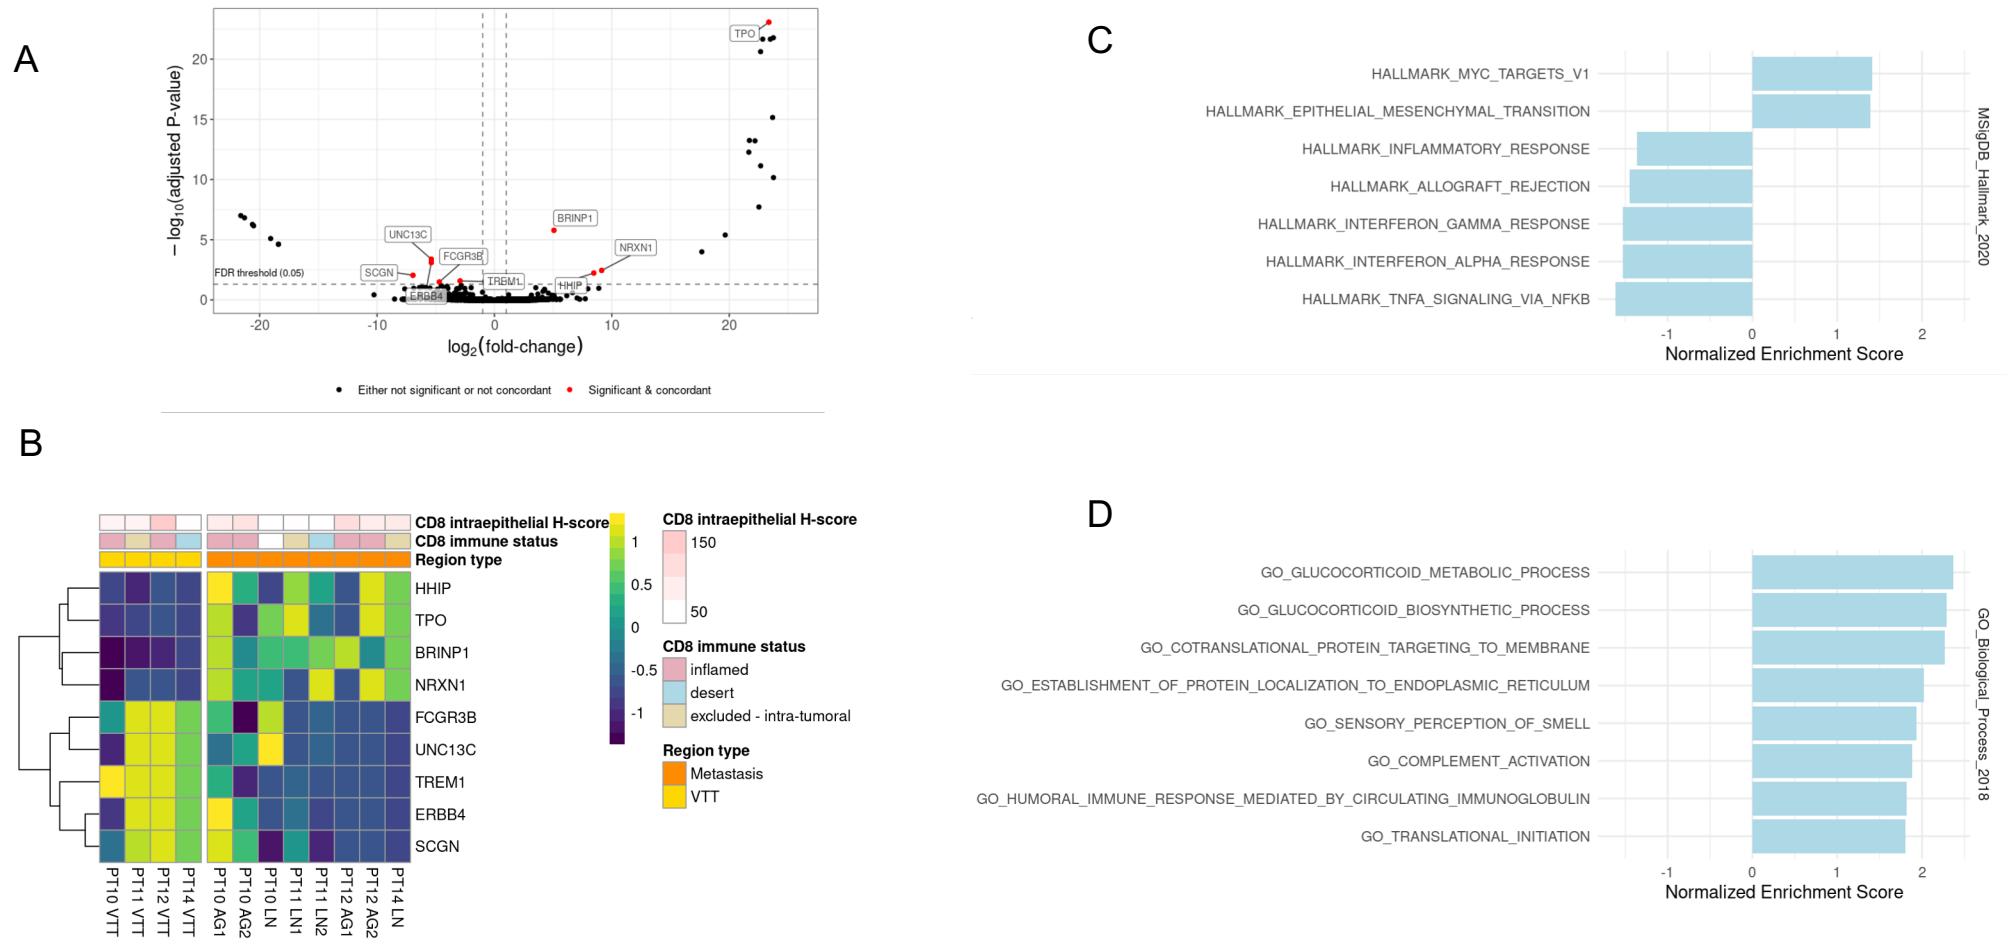 A
TPO
20
15
10
5
0
− log10(adjusted P-value)
BRINP1
UNC13C
NRXN1
FCGR3B
SCGN
TREM1
HHIP
ERBB4
FDR threshold (0.05)
-20
-10
0
10
20
log2(fold-change)
Either not significant or not concordant
Significant & concordant
B
CD8 intraepithelial H-score
CD8 immune status
Region type
HHIP
TPO
BRINP1
NRXN1
FCGR3B
UNC13C
TREM1
ERBB4
SCGN
PT10 VTT
PT11 VTT
PT12 VTT
PT14 VTT
PT10 AG1
PT10 AG2
PT10 LN
PT11 LN1
PT11 LN2
PT12 AG1
PT12 AG2
PT14 LN
1
0.5
0
-0.5
-1
CD8 intraepithelial H-score
150
50
CD8 immune status
inflamed
desert
excluded - intra-tumoral
Region type
Metastasis
VTT
C
HALLMARK_MYC_TARGETS_V1
HALLMARK_EPITHELIAL_MESENCHYMAL_TRANSITION
HALLMARK_INFLAMMATORY_RESPONSE
HALLMARK_ALLOGRAFT_REJECTION
HALLMARK_INTERFERON_GAMMA_RESPONSE
HALLMARK_INTERFERON_ALPHA_RESPONSE
HALLMARK_TNFA_SIGNALING_VIA_NFKB
-1
0
1
2
Normalized Enrichment Score
MSigDB_Hallmark_2020
D
GO_GLUCOCORTICOID_METABOLIC_PROCESS
GO_GLUCOCORTICOID_BIOSYNTHETIC_PROCESS
GO_COTRANSLATIONAL_PROTEIN_TARGETING_TO_MEMBRANE
GO_ESTABLISHMENT_OF_PROTEIN_LOCALIZATION_TO_ENDOPLASMIC_RETICULUM
GO_SENSORY_PERCEPTION_OF_SMELL
GO_COMPLEMENT_ACTIVATION
GO_HUMORAL_IMMUNE_RESPONSE_MEDIATED_BY_CIRCULATING_IMMUNOGLOBULIN
GO_TRANSLATIONAL_INITIATION
-1
0
1
2
Normalized Enrichment Score
GO_Biological_Process_2018